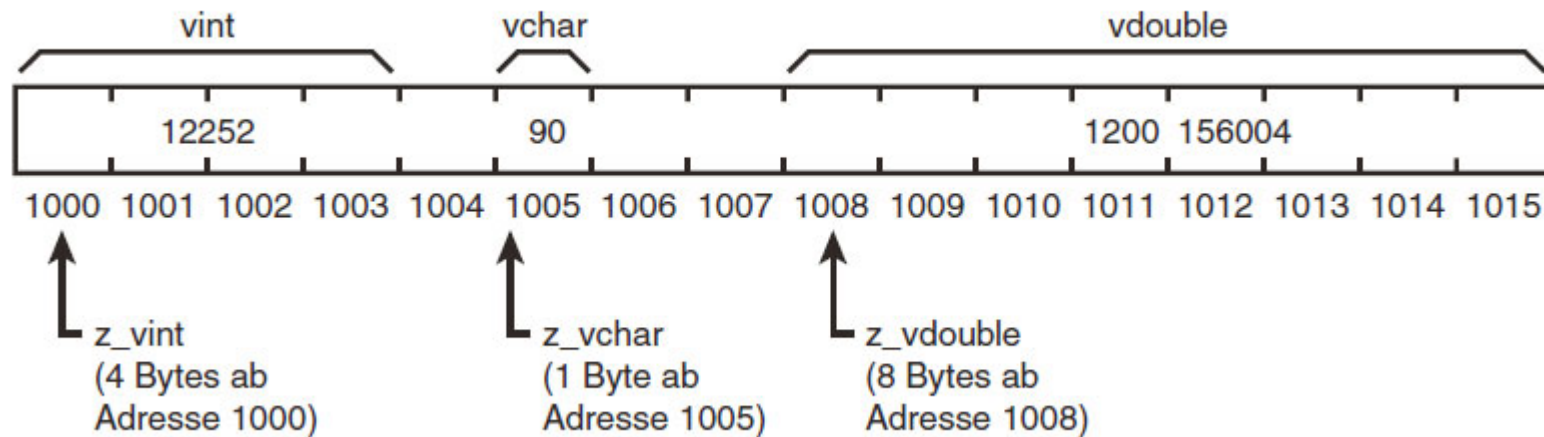 vint vchar vdouble
12252 90 1200 156004
1000 1001 1002 1003 1004 1005 1006 1007 1008 1009 1010 1011 1012 1013 1014 1015
z_vint
(4 Bytes ab
Adresse 1000)
z_vchar
(1 Byte ab
Adresse 1005)
z_vdouble
(8 Bytes ab
Adresse 1008)